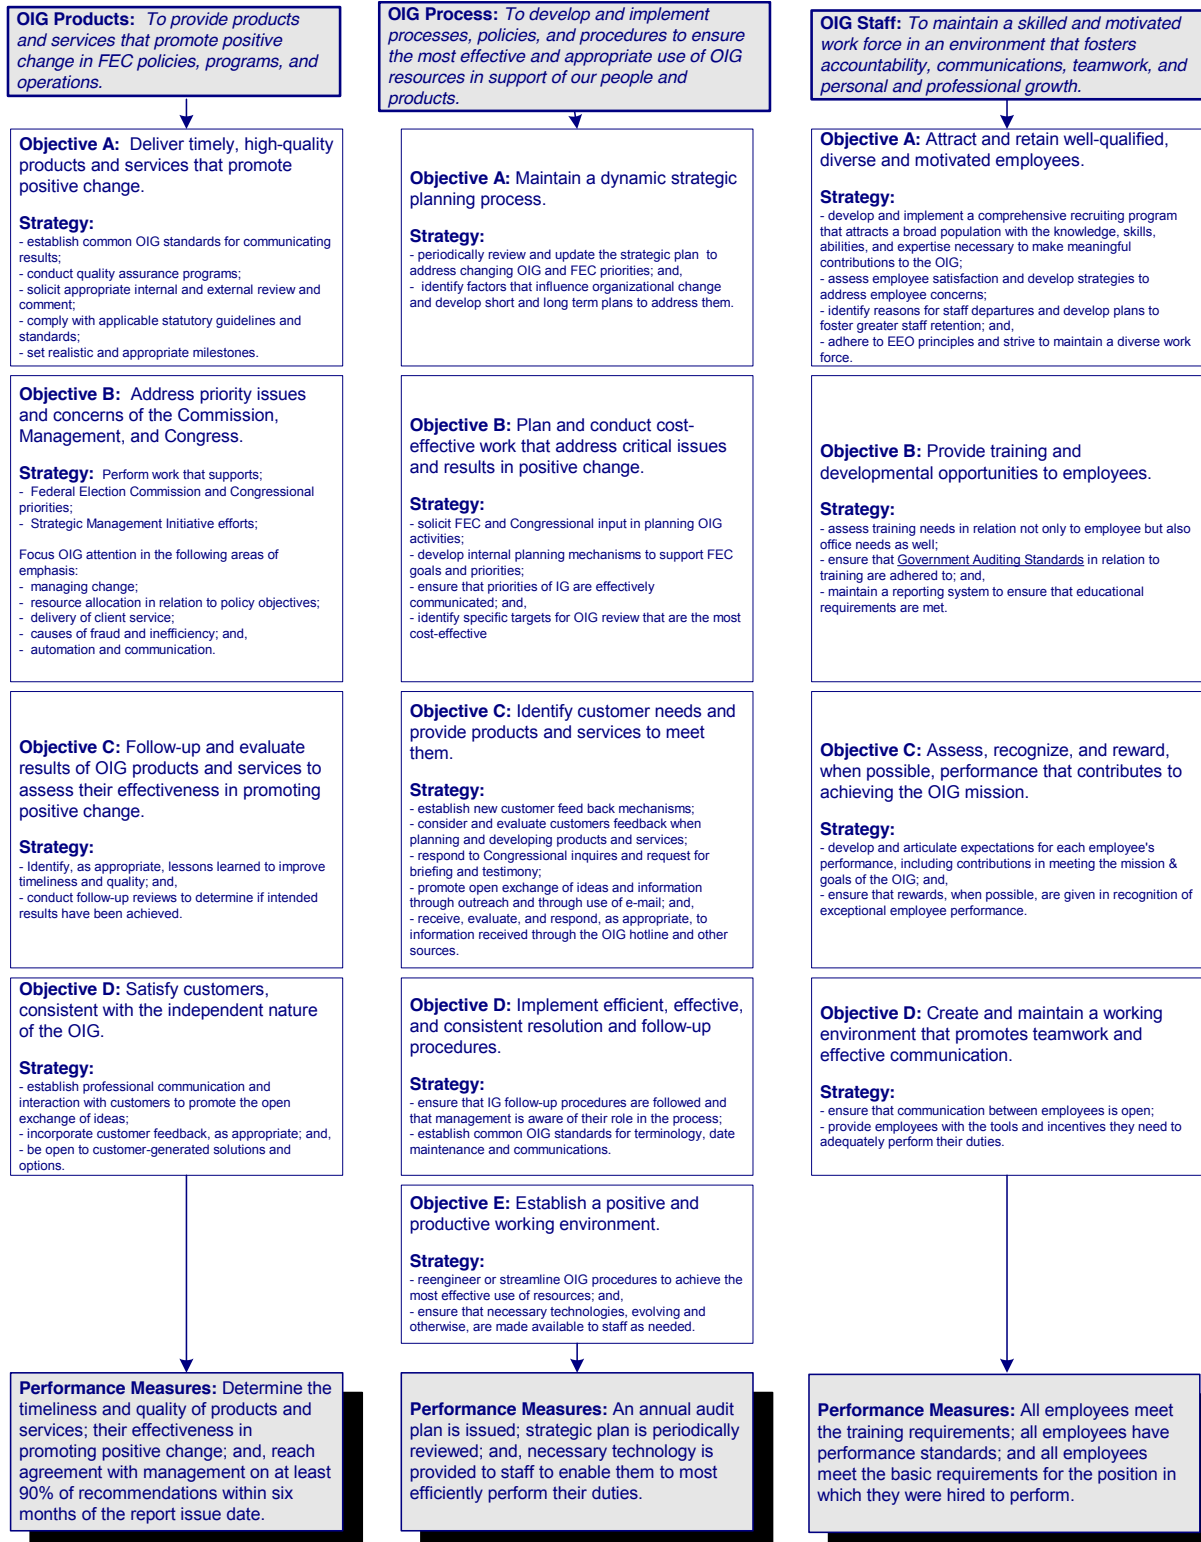 OIG Products: To provide products
and services that promote positive
change in FEC policies, programs, and
operations.
Objective A: Deliver timely, high-quality
products and services that promote
positive change.
Strategy:
- establish common OIG standards for communicating
results;
- conduct quality assurance programs;
- solicit appropriate internal and external review and
comment;
- comply with applicable statutory guidelines and
standards;
- set realistic and appropriate milestones.
Objective B: Address priority issues
and concerns of the Commission,
Management, and Congress.
Strategy: Perform work that supports;
- Federal Election Commission and Congressional
priorities;
- Strategic Management Initiative efforts;
Focus OIG attention in the following areas of
emphasis:
- managing change;
- resource allocation in relation to policy objectives;
- delivery of client service;
- causes of fraud and inefficiency; and,
- automation and communication.
Objective C: Follow-up and evaluate
results of OIG products and services to
assess their effectiveness in promoting
positive change.
Strategy:
- Identify, as appropriate, lessons learned to improve
timeliness and quality; and,
- conduct follow-up reviews to determine if intended
results have been achieved.
Objective D: Satisfy customers,
consistent with the independent nature
of the OIG.
Strategy:
- establish professional communication and
interaction with customers to promote the open
exchange of ideas;
- incorporate customer feedback, as appropriate; and,
- be open to customer-generated solutions and
options.
Performance Measures: Determine the
timeliness and quality of products and
services; their effectiveness in
promoting positive change; and, reach
agreement with management on at least
90% of recommendations within six
months of the report issue date.
OIG Process: To develop and implement
processes, policies, and procedures to ensure
the most effective and appropriate use of OIG
resources in support of our people and
products.
Objective A: Maintain a dynamic strategic
planning process.
Strategy:
- periodically review and update the strategic plan to
address changing OIG and FEC priorities; and,
- identify factors that influence organizational change
and develop short and long term plans to address them.
Objective B: Plan and conduct cost-
effective work that address critical issues
and results in positive change.
Strategy:
- solicit FEC and Congressional input in planning OIG
activities;
- develop internal planning mechanisms to support FEC
goals and priorities;
- ensure that priorities of IG are effectively
communicated; and,
- identify specific targets for OIG review that are the most
cost-effective
Objective C: Identify customer needs and
provide products and services to meet
them.
Strategy:
- establish new customer feed back mechanisms;
- consider and evaluate customers feedback when
planning and developing products and services;
- respond to Congressional inquires and request for
briefing and testimony;
- promote open exchange of ideas and information
through outreach and through use of e-mail; and,
- receive, evaluate, and respond, as appropriate, to
information received through the OIG hotline and other
sources.
Objective D: Implement efficient, effective,
and consistent resolution and follow-up
procedures.
Strategy:
- ensure that IG follow-up procedures are followed and
that management is aware of their role in the process;
- establish common OIG standards for terminology, date
maintenance and communications.
Objective E: Establish a positive and
productive working environment.
Strategy:
- reengineer or streamline OIG procedures to achieve the
most effective use of resources; and,
- ensure that necessary technologies, evolving and
otherwise, are made available to staff as needed.
Performance Measures: An annual audit
plan is issued; strategic plan is periodically
reviewed; and, necessary technology is
provided to staff to enable them to most
efficiently perform their duties.
OIG Staff: To maintain a skilled and motivated
work force in an environment that fosters
accountability, communications, teamwork, and
personal and professional growth.
Objective A: Attract and retain well-qualified,
diverse and motivated employees.
Strategy:
- develop and implement a comprehensive recruiting program
that attracts a broad population with the knowledge, skills,
abilities, and expertise necessary to make meaningful
contributions to the OIG;
- assess employee satisfaction and develop strategies to
address employee concerns;
- identify reasons for staff departures and develop plans to
foster greater staff retention; and,
- adhere to EEO principles and strive to maintain a diverse work
force.
Objective B: Provide training and
developmental opportunities to employees.
Strategy:
- assess training needs in relation not only to employee but also
office needs as well;
- ensure that Government Auditing Standards in relation to
training are adhered to; and,
- maintain a reporting system to ensure that educational
requirements are met.
Objective C: Assess, recognize, and reward,
when possible, performance that contributes to
achieving the OIG mission.
Strategy:
- develop and articulate expectations for each employee's
performance, including contributions in meeting the mission &
goals of the OIG; and,
- ensure that rewards, when possible, are given in recognition of
exceptional employee performance.
Objective D: Create and maintain a working
environment that promotes teamwork and
effective communication.
Strategy:
- ensure that communication between employees is open;
- provide employees with the tools and incentives they need to
adequately perform their duties.
Performance Measures: All employees meet
the training requirements; all employees have
performance standards; and all employees
meet the basic requirements for the position in
which they were hired to perform.